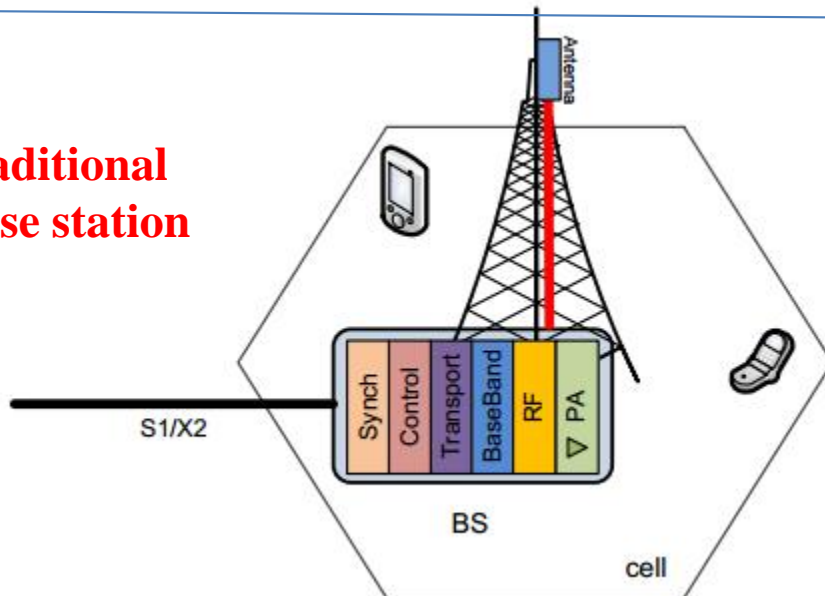 Antenna
aditional
se station
Synch
Control
Transport
BaseBand
RF
PA
S1/X2
BS
cell